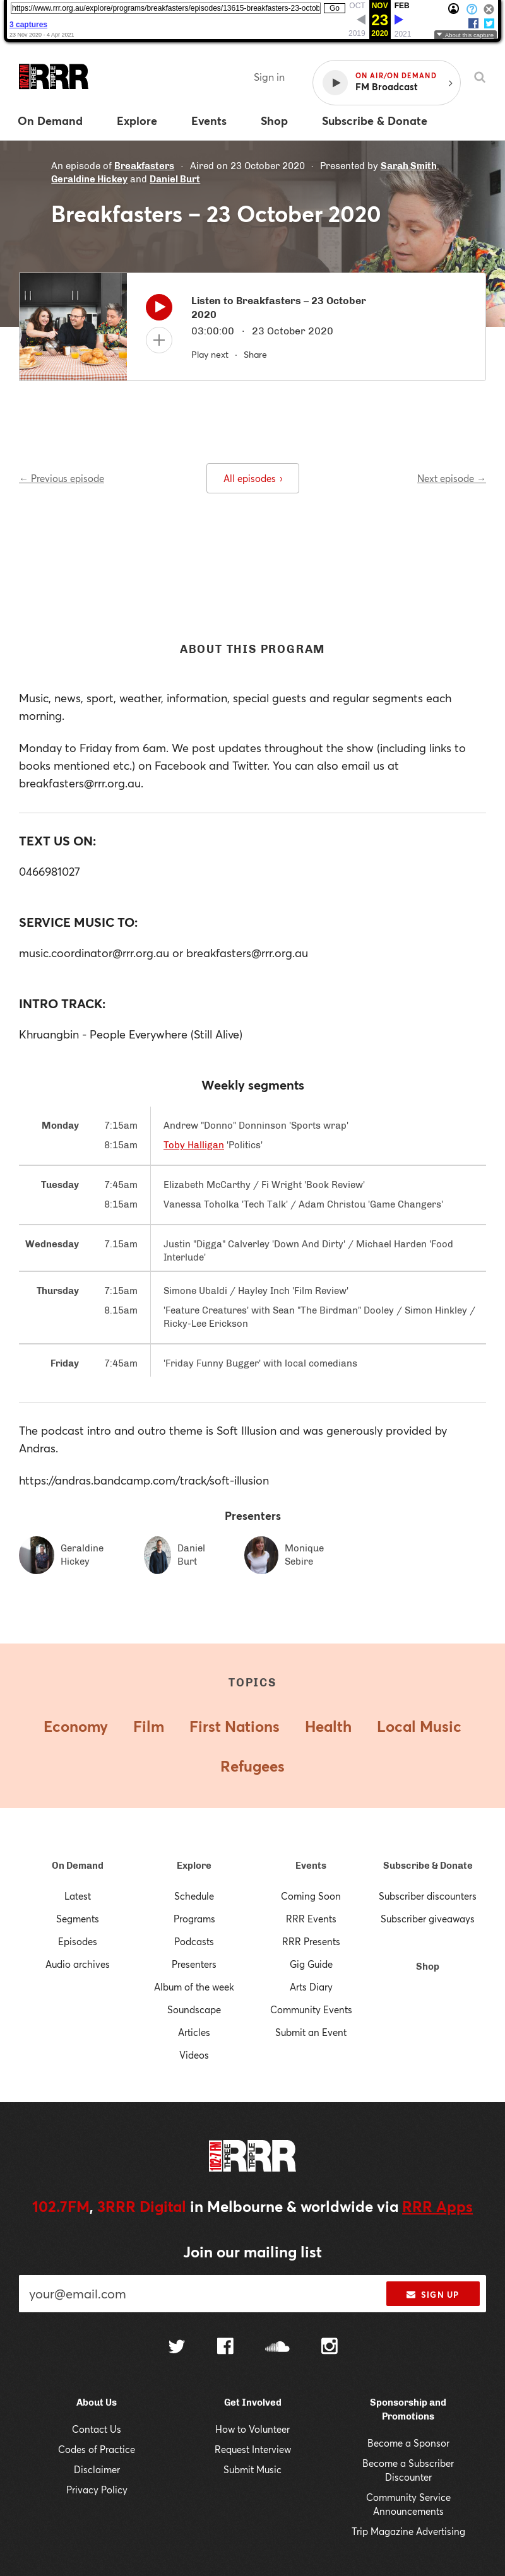 https://www.rrr.org.au/explore/programs/breakfasters/episodes/13615-breakfasters-23-octob Go
OCT NOV FEB
23
2019 2020 2021
3 captures
23 Nov 2020 - 4 Apr 2021
About this capture
102.7FM THREE TRIPLE RRR
Sign in
ON AIR/ON DEMAND
FM Broadcast
On Demand Explore Events Shop Subscribe & Donate
An episode of Breakfasters · Aired on 23 October 2020 · Presented by Sarah Smith,
Geraldine Hickey and Daniel Burt
Breakfasters – 23 October 2020
Listen to Breakfasters – 23 October
2020
03:00:00 · 23 October 2020
Play next · Share
← Previous episode
All episodes ›
Next episode →
ABOUT THIS PROGRAM
Music, news, sport, weather, information, special guests and regular segments each
morning.
Monday to Friday from 6am. We post updates throughout the show (including links to
books mentioned etc.) on Facebook and Twitter. You can also email us at
breakfasters@rrr.org.au.
TEXT US ON:
0466981027
SERVICE MUSIC TO:
music.coordinator@rrr.org.au or breakfasters@rrr.org.au
INTRO TRACK:
Khruangbin - People Everywhere (Still Alive)
Weekly segments
Monday 7:15am Andrew "Donno" Donninson 'Sports wrap'
8:15am Toby Halligan 'Politics'
Tuesday 7:45am Elizabeth McCarthy / Fi Wright 'Book Review'
8:15am Vanessa Toholka 'Tech Talk' / Adam Christou 'Game Changers'
Wednesday 7.15am Justin "Digga" Calverley 'Down And Dirty' / Michael Harden 'Food
Interlude'
Thursday 7:15am Simone Ubaldi / Hayley Inch 'Film Review'
8.15am 'Feature Creatures' with Sean "The Birdman" Dooley / Simon Hinkley /
Ricky-Lee Erickson
Friday 7:45am 'Friday Funny Bugger' with local comedians
The podcast intro and outro theme is Soft Illusion and was generously provided by
Andras.
https://andras.bandcamp.com/track/soft-illusion
Presenters
Geraldine
Hickey
Daniel
Burt
Monique
Sebire
TOPICS
Economy Film First Nations Health Local Music
Refugees
On Demand
Latest
Segments
Episodes
Audio archives
Explore
Schedule
Programs
Podcasts
Presenters
Album of the week
Soundscape
Articles
Videos
Events
Coming Soon
RRR Events
RRR Presents
Gig Guide
Arts Diary
Community Events
Submit an Event
Subscribe & Donate
Subscriber discounters
Subscriber giveaways
Shop
102.7FM THREE TRIPLE RRR
102.7FM, 3RRR Digital in Melbourne & worldwide via RRR Apps
Join our mailing list
your@email.com
SIGN UP
About Us
Contact Us
Codes of Practice
Disclaimer
Privacy Policy
Get Involved
How to Volunteer
Request Interview
Submit Music
Sponsorship and
Promotions
Become a Sponsor
Become a Subscriber
Discounter
Community Service
Announcements
Trip Magazine Advertising